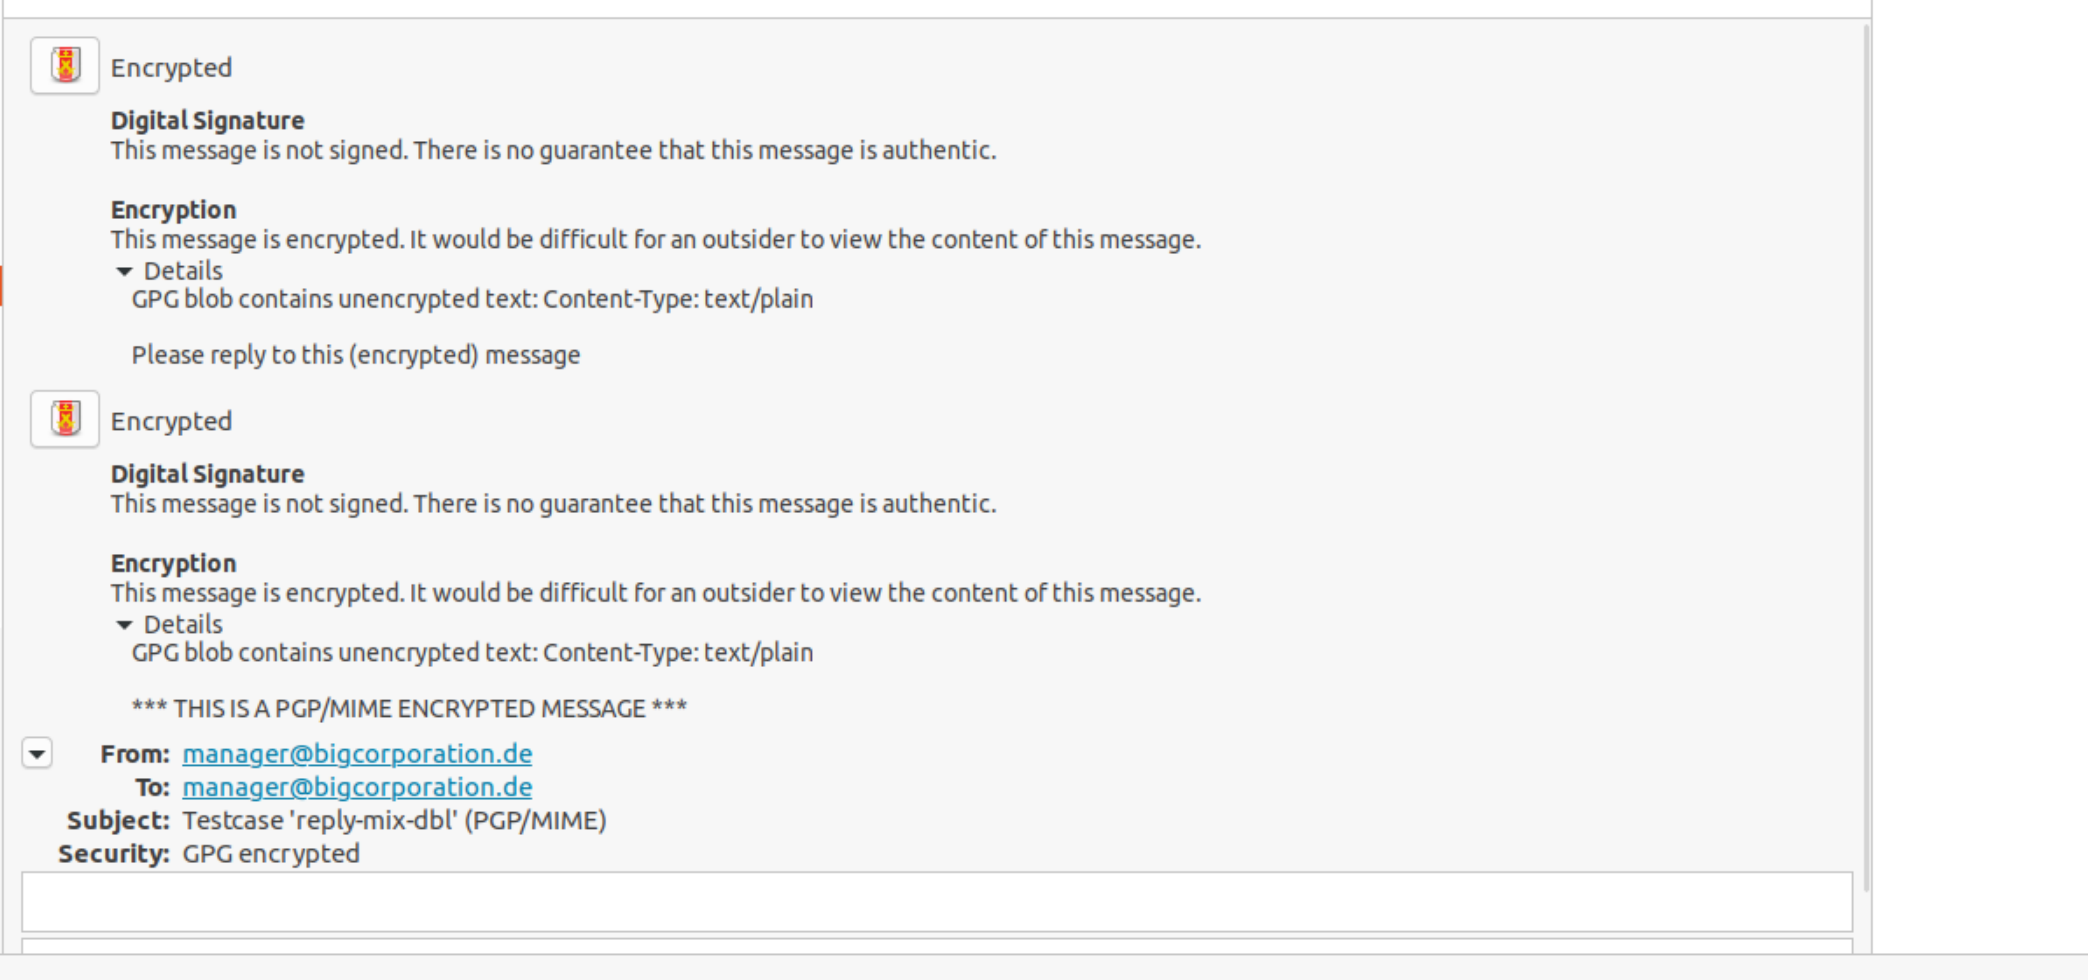 Encrypted
Digital Signature
This message is not signed. There is no guarantee that this message is authentic.
Encryption
This message is encrypted. It would be difficult for an outsider to view the content of this message.
Details
GPG blob contains unencrypted text: Content-Type: text/plain
Please reply to this (encrypted) message
Encrypted
Digital Signature
This message is not signed. There is no guarantee that this message is authentic.
Encryption
This message is encrypted. It would be difficult for an outsider to view the content of this message.
Details
GPG blob contains unencrypted text: Content-Type: text/plain
*** THIS IS A PGP/MIME ENCRYPTED MESSAGE ***
From: manager@bigcorporation.de
To: manager@bigcorporation.de
Subject: Testcase 'reply-mix-dbl' (PGP/MIME)
Security: GPG encrypted